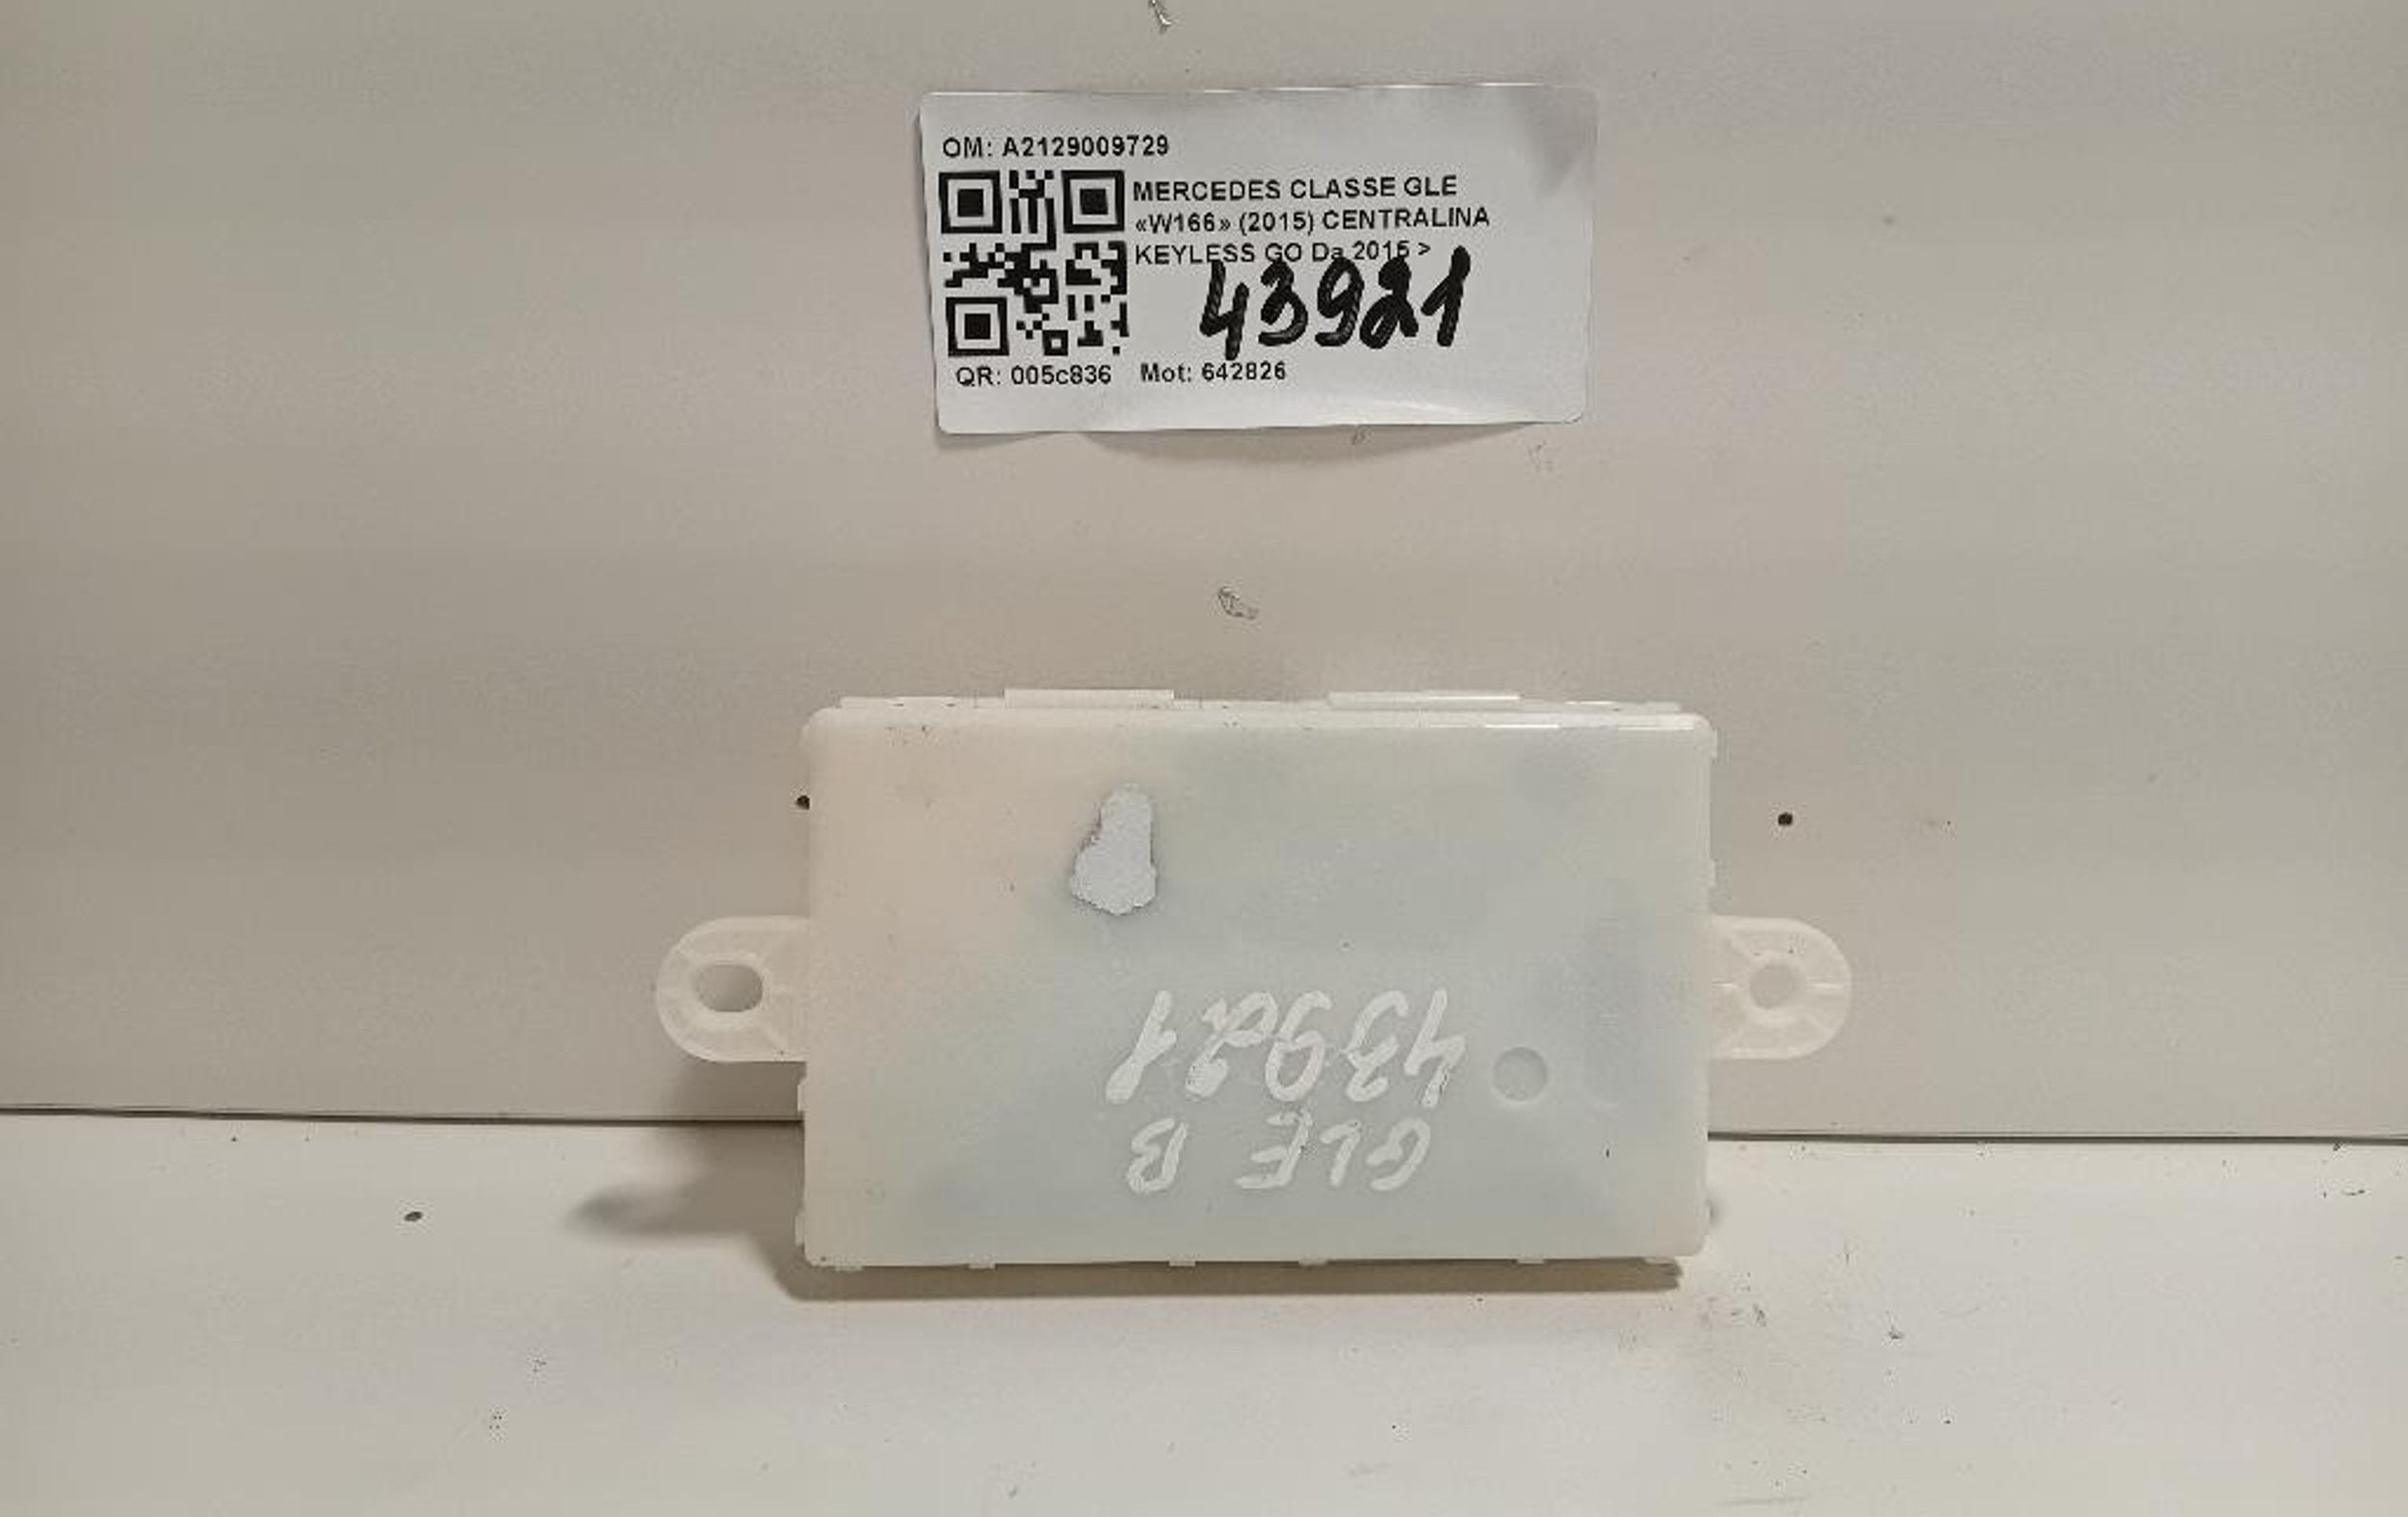 OM: A2129009729
MERCEDES CLASSE GLE
«W166» (2015) CENTRALINA
KEYLESS GO Da 2015 >
43921
QR: 005c836 Mot: 642826
GLE B
43921